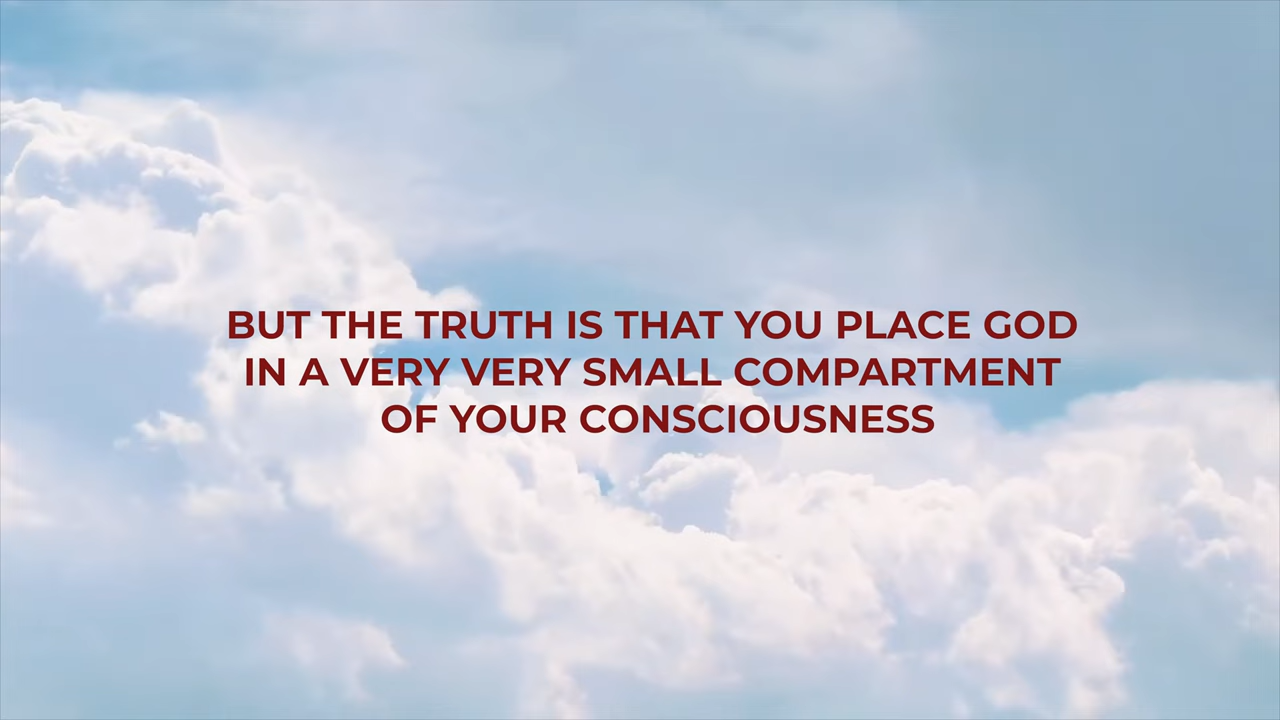 BUT THE TRUTH IS THAT YOU PLACE GOD
IN A VERY VERY SMALL COMPARTMENT
OF YOUR CONSCIOUSNESS